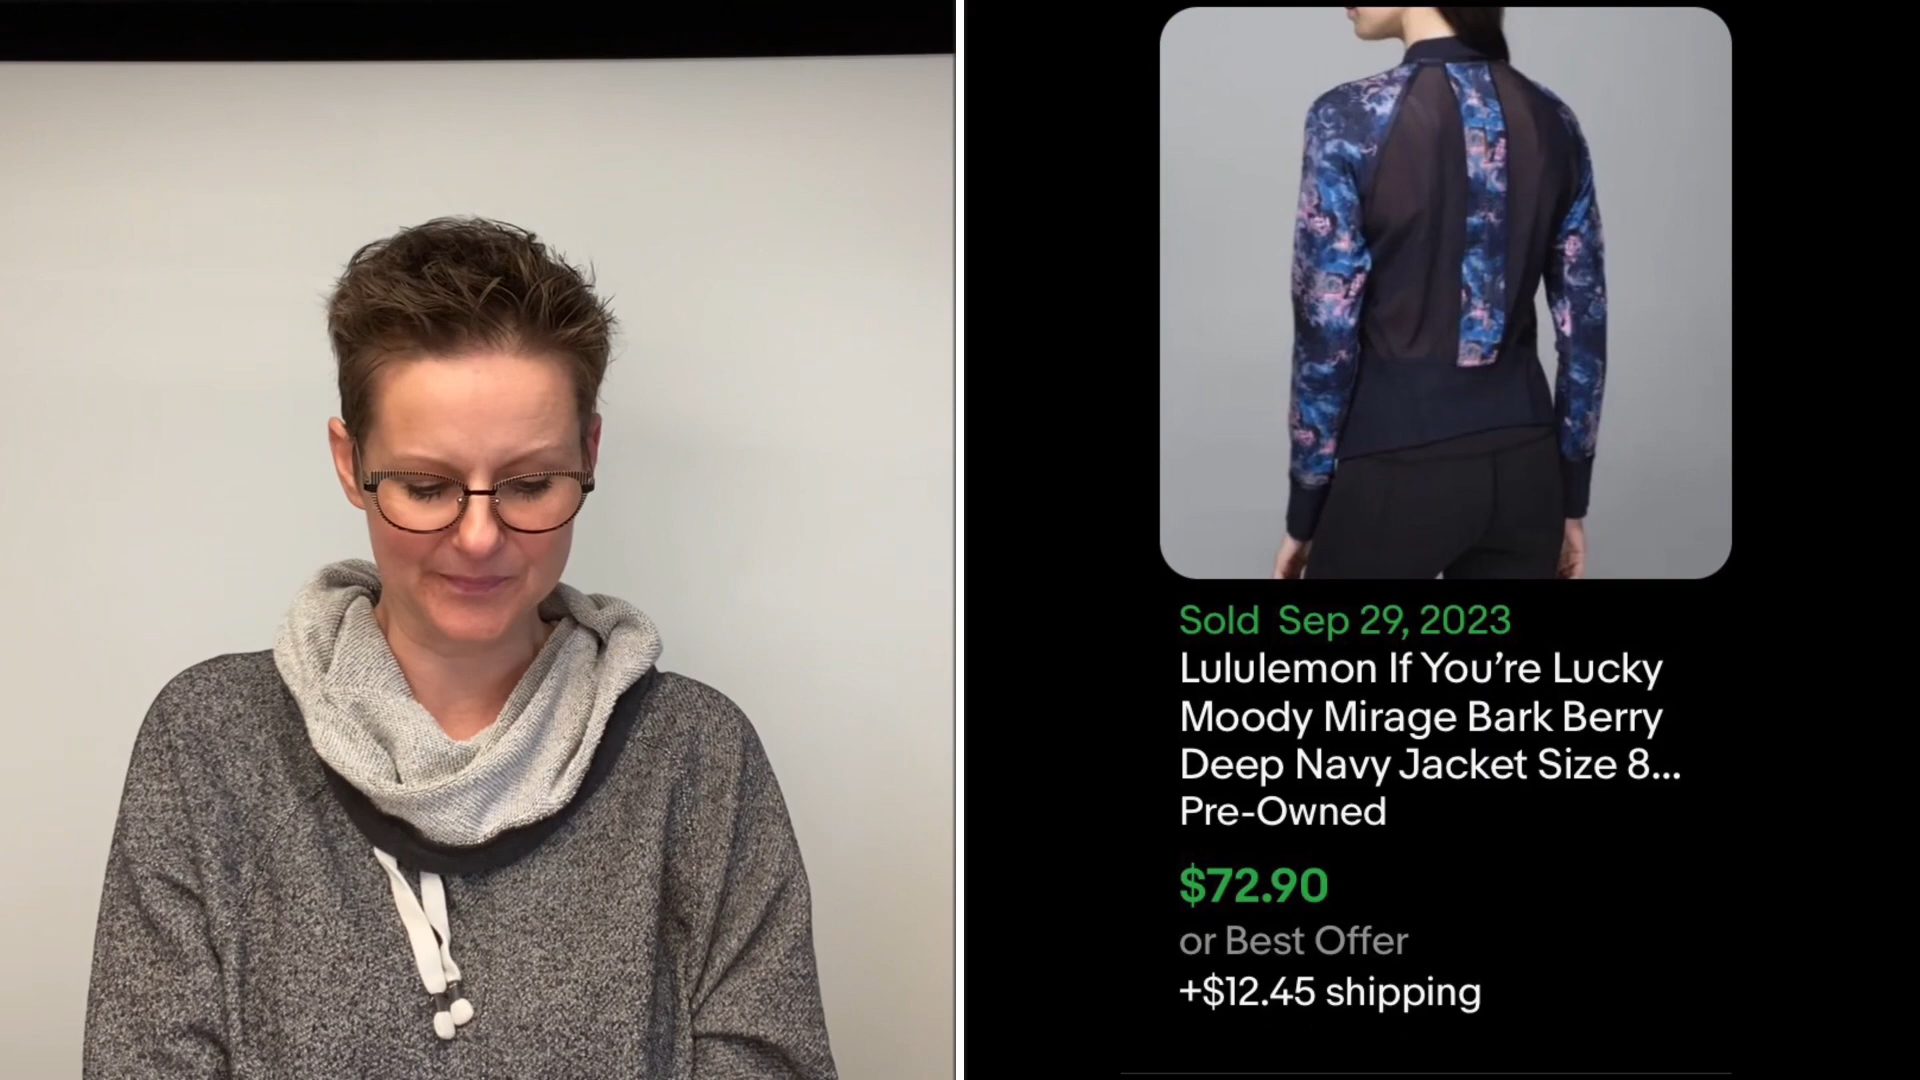 Sold Sep 29, 2023
Lululemon If You’re Lucky
Moody Mirage Bark Berry
Deep Navy Jacket Size 8...
Pre-Owned
$72.90
or Best Offer
+$12.45 shipping